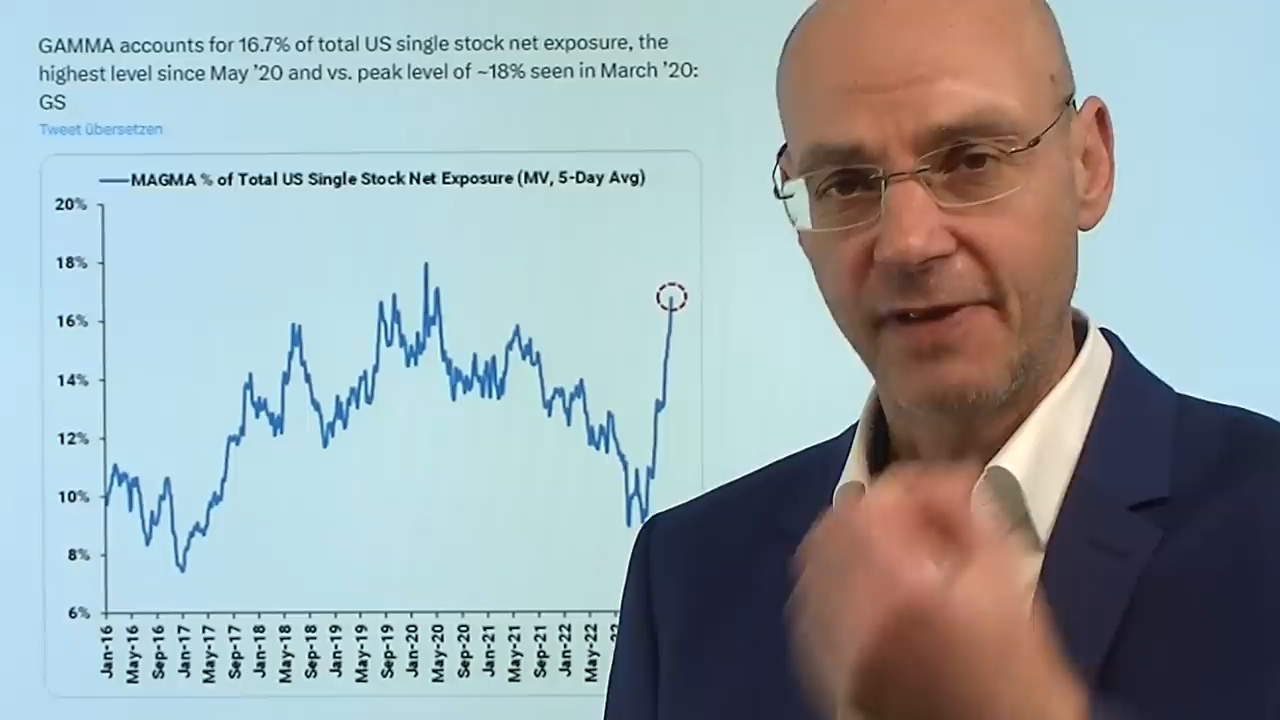 GAMMA accounts for 16.7% of total US single stock net exposure, the
highest level since May ’20 and vs. peak level of ~18% seen in March ’20:
GS
Tweet übersetzen
MAGMA % of Total US Single Stock Net Exposure (MV, 5-Day Avg)
20%
18%
16%
14%
12%
10%
8%
6%
Jan-16
May-16
Sep-16
Jan-17
May-17
Sep-17
Jan-18
May-18
Sep-18
Jan-19
May-19
Sep-19
Jan-20
May-20
Sep-20
Jan-21
May-21
Sep-21
Jan-22
May-22